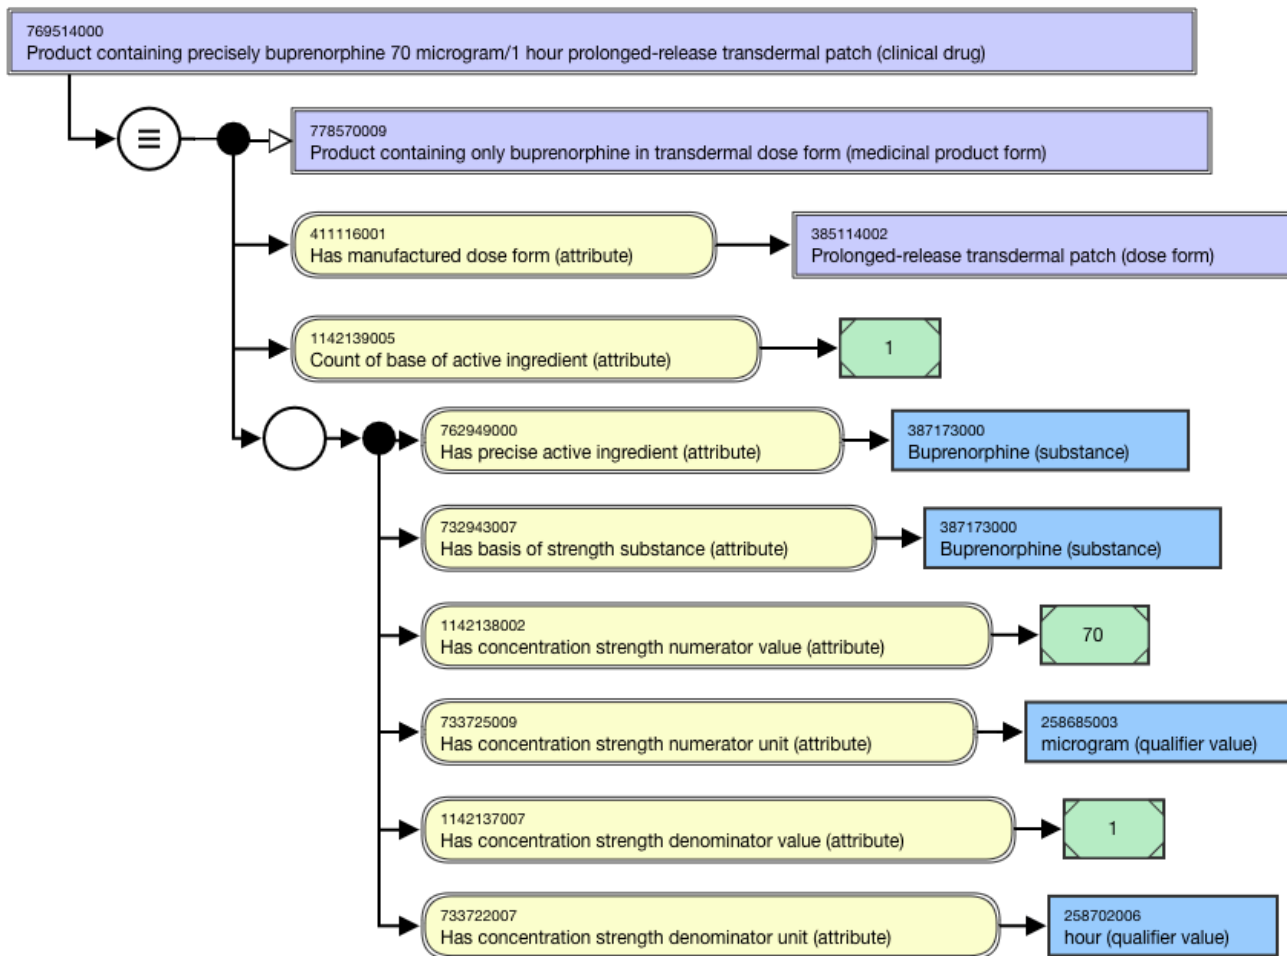 769514000
Product containing precisely buprenorphine 70 microgram/1 hour prolonged-release transdermal patch (clinical drug)
778570009
Product containing only buprenorphine in transdermal dose form (medicinal product form)
411116001
Has manufactured dose form (attribute)
385114002
Prolonged-release transdermal patch (dose form)
1142139005
Count of base of active ingredient (attribute)
1
762949000
Has precise active ingredient (attribute)
387173000
Buprenorphine (substance)
732943007
Has basis of strength substance (attribute)
387173000
Buprenorphine (substance)
1142138002
Has concentration strength numerator value (attribute)
70
733725009
Has concentration strength numerator unit (attribute)
258685003
microgram (qualifier value)
1142137007
Has concentration strength denominator value (attribute)
1
733722007
Has concentration strength denominator unit (attribute)
258702006
hour (qualifier value)